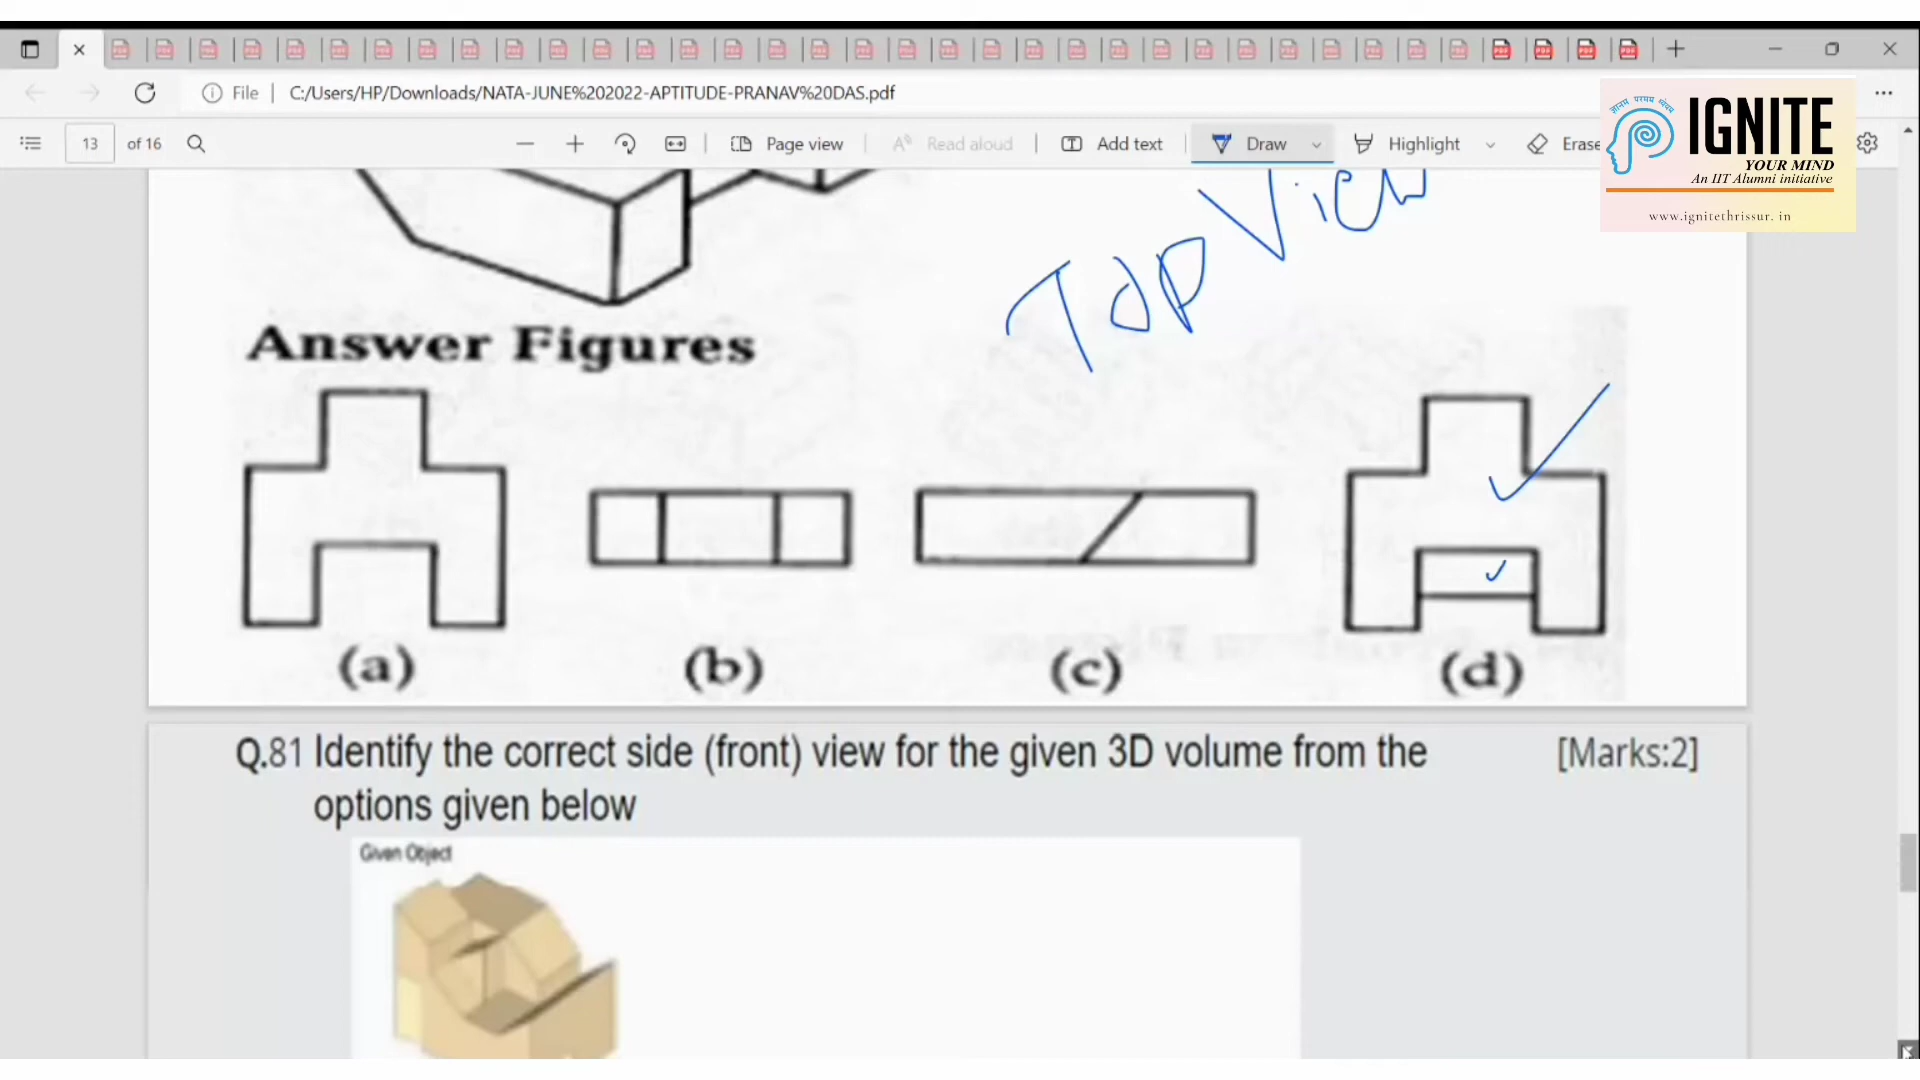 File | C:/Users/HP/Downloads/NATA-JUNE%202022-APTITUDE-PRANAV%20DAS.pdf
13 of 16 Page view Read aloud Add text Draw Highlight Erase
IGNITE
YOUR MIND
An IIT Alumni initiative
www.ignitethrissur. in
Top View
Answer Figures
(a) (b) (c) (d)
Q.81 Identify the correct side (front) view for the given 3D volume from the [Marks:2]
options given below
Given Object